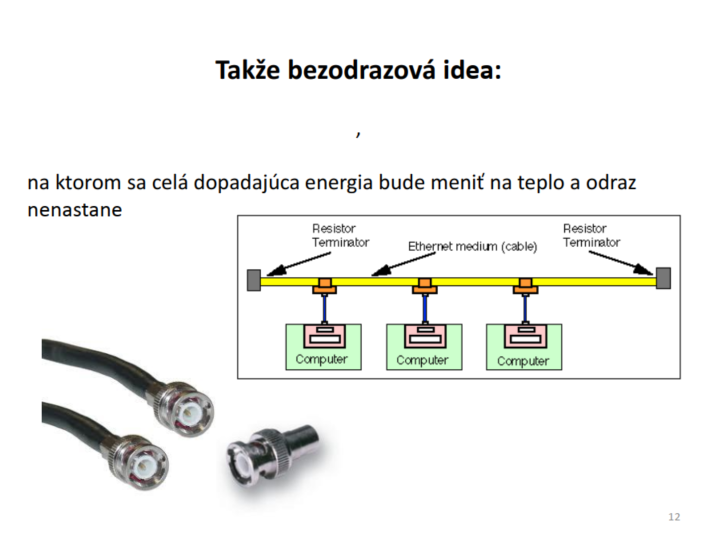 Takže bezodrazová idea:
,
na ktorom sa celá dopadajúca energia bude meniť na teplo a odraz
nenastane
Resistor
Terminator
Ethernet medium (cable)
Resistor
Terminator
Computer
Computer
Computer
12